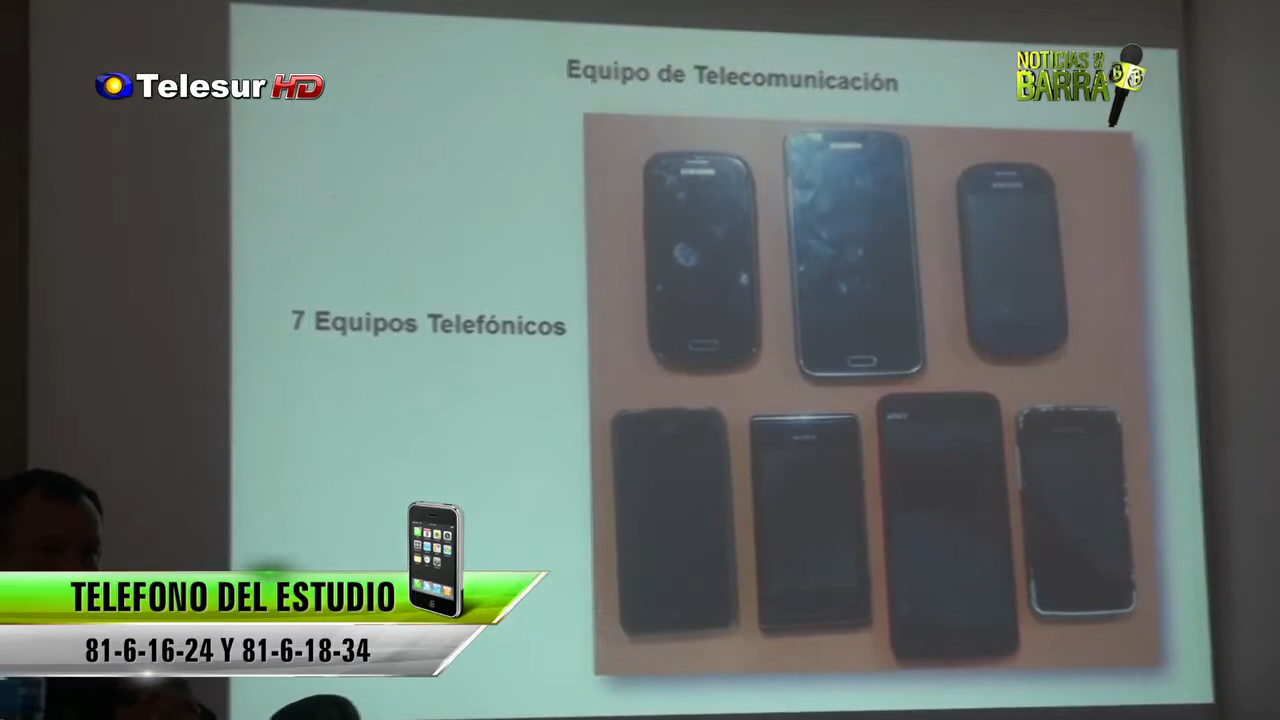 Telesur HD
NOTICIAS EN
BARRA
Equipo de Telecomunicación
7 Equipos Telefónicos
TELEFONO DEL ESTUDIO
81-6-16-24 Y 81-6-18-34